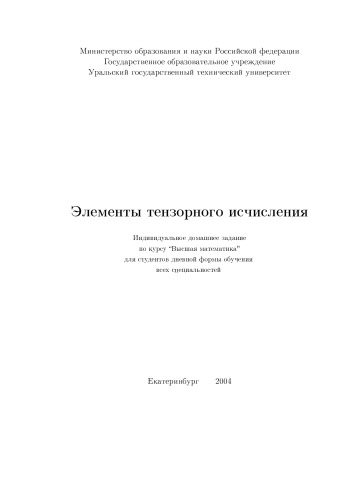 Министерство образования и науки Российской федерации
Государственное образовательное учреждение
Уральский государственный технический университет
Элементы тензорного исчисления
Индивидуальное домашнее задание
по курсу "Высшая математика"
для студентов дневной формы обучения
всех специальностей
Екатеринбург 2004